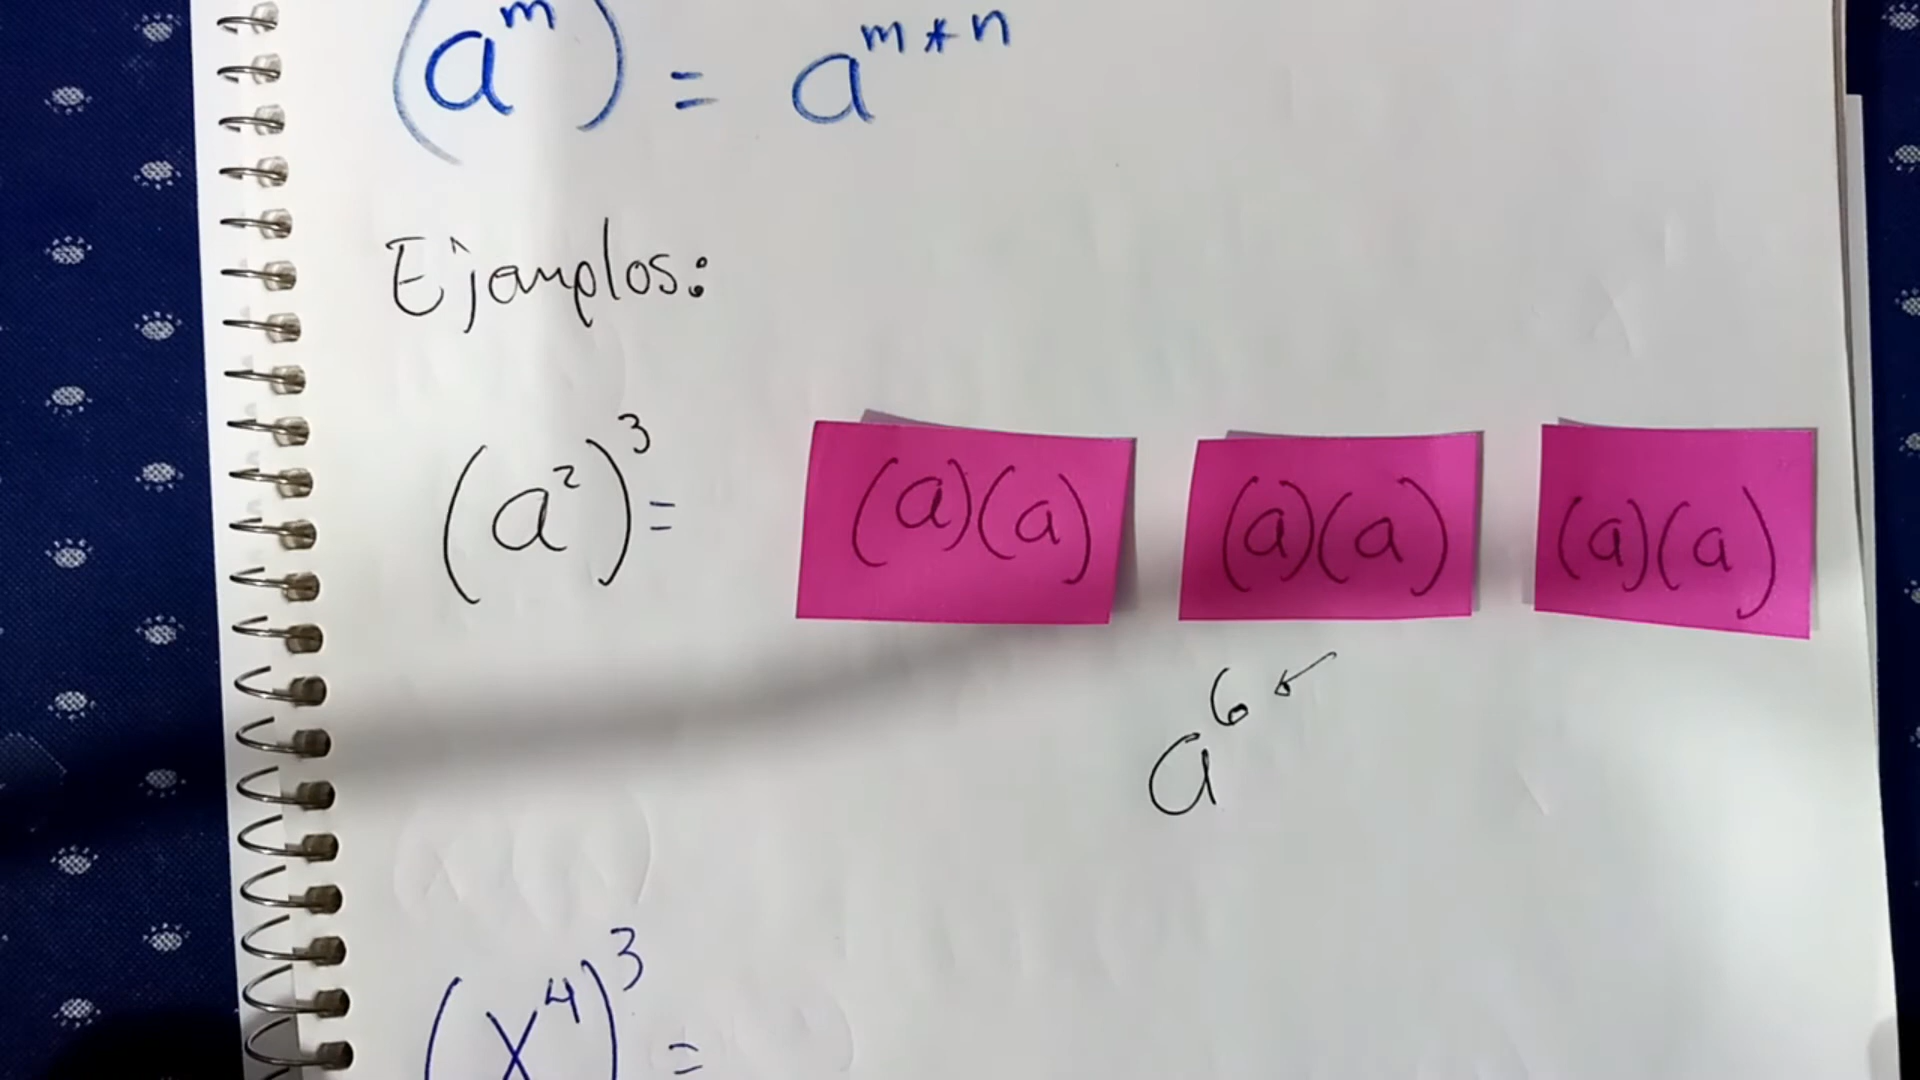 (a^m) = a^m*n
Ejemplos:
(a²)³ = (a)(a) (a)(a) (a)(a)
a⁶
(x⁴)³ =